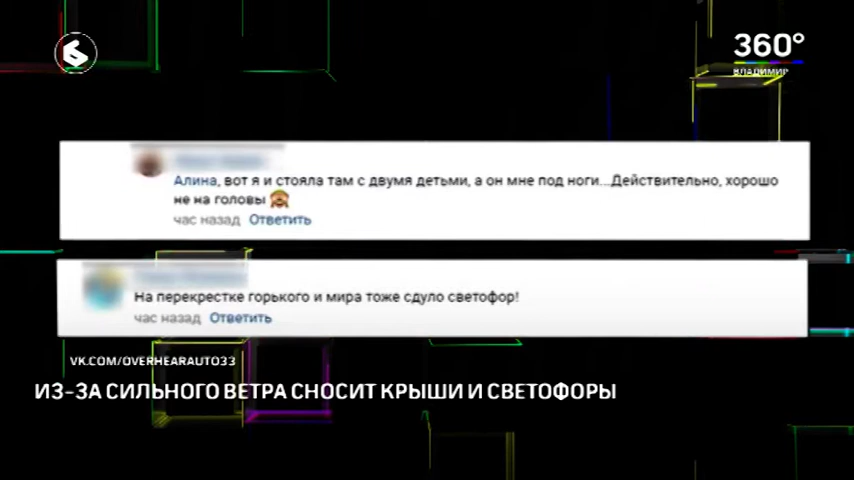 360°
ВЛАДИМИР
Алина, вот я и стояла там с двумя детьми, а он мне под ноги...Действительно, хорошо
не на головы
час назад Ответить
На перекрестке горького и мира тоже сдуло светофор!
час назад Ответить
VK.COM/OVERHEARAUTO33
ИЗ-ЗА СИЛЬНОГО ВЕТРА СНОСИТ КРЫШИ И СВЕТОФОРЫ